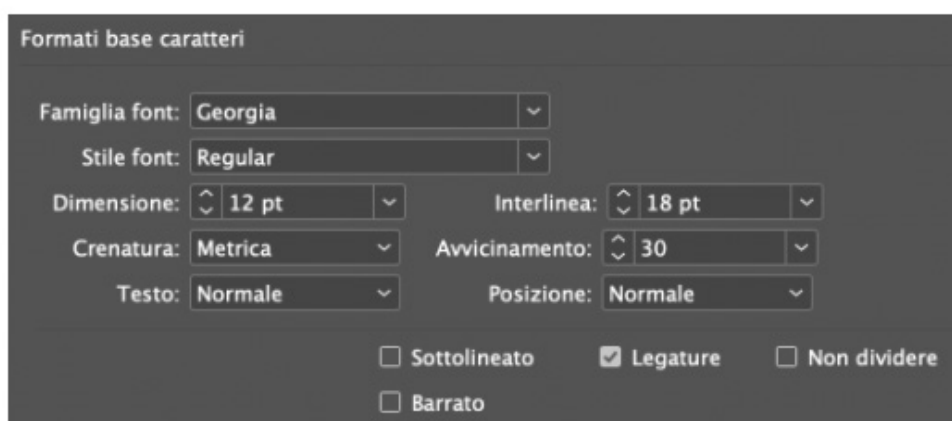 Formati base caratteri
Famiglia font: Georgia
Stile font: Regular
Dimensione: 12 pt Interlinea: 18 pt
Crenatura: Metrica Avvicinamento: 30
Testo: Normale Posizione: Normale
Sottolineato Legature Non dividere
Barrato